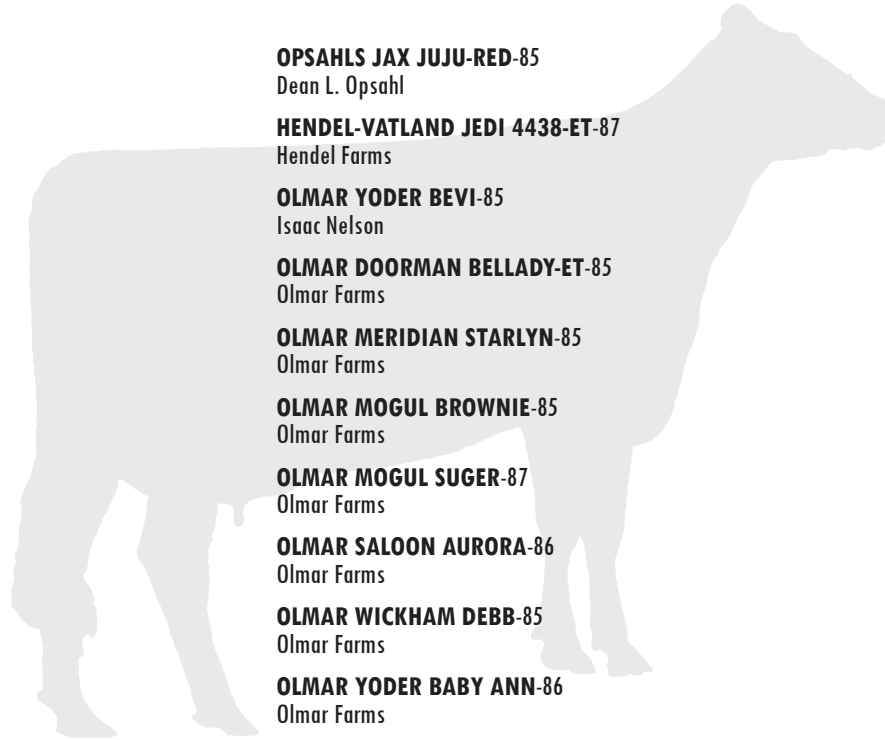 OPSAHLS JAX JUJU-RED-85
Dean L. Opsahl
HENDEL-VATLAND JEDI 4438-ET-87
Hendel Farms
OLMAR YODER BEVI-85
Isaac Nelson
OLMAR DOORMAN BELLADY-ET-85
Olmar Farms
OLMAR MERIDIAN STARLYN-85
Olmar Farms
OLMAR MOGUL BROWNIE-85
Olmar Farms
OLMAR MOGUL SUGER-87
Olmar Farms
OLMAR SALOON AURORA-86
Olmar Farms
OLMAR WICKHAM DEBB-85
Olmar Farms
OLMAR YODER BABY ANN-86
Olmar Farms